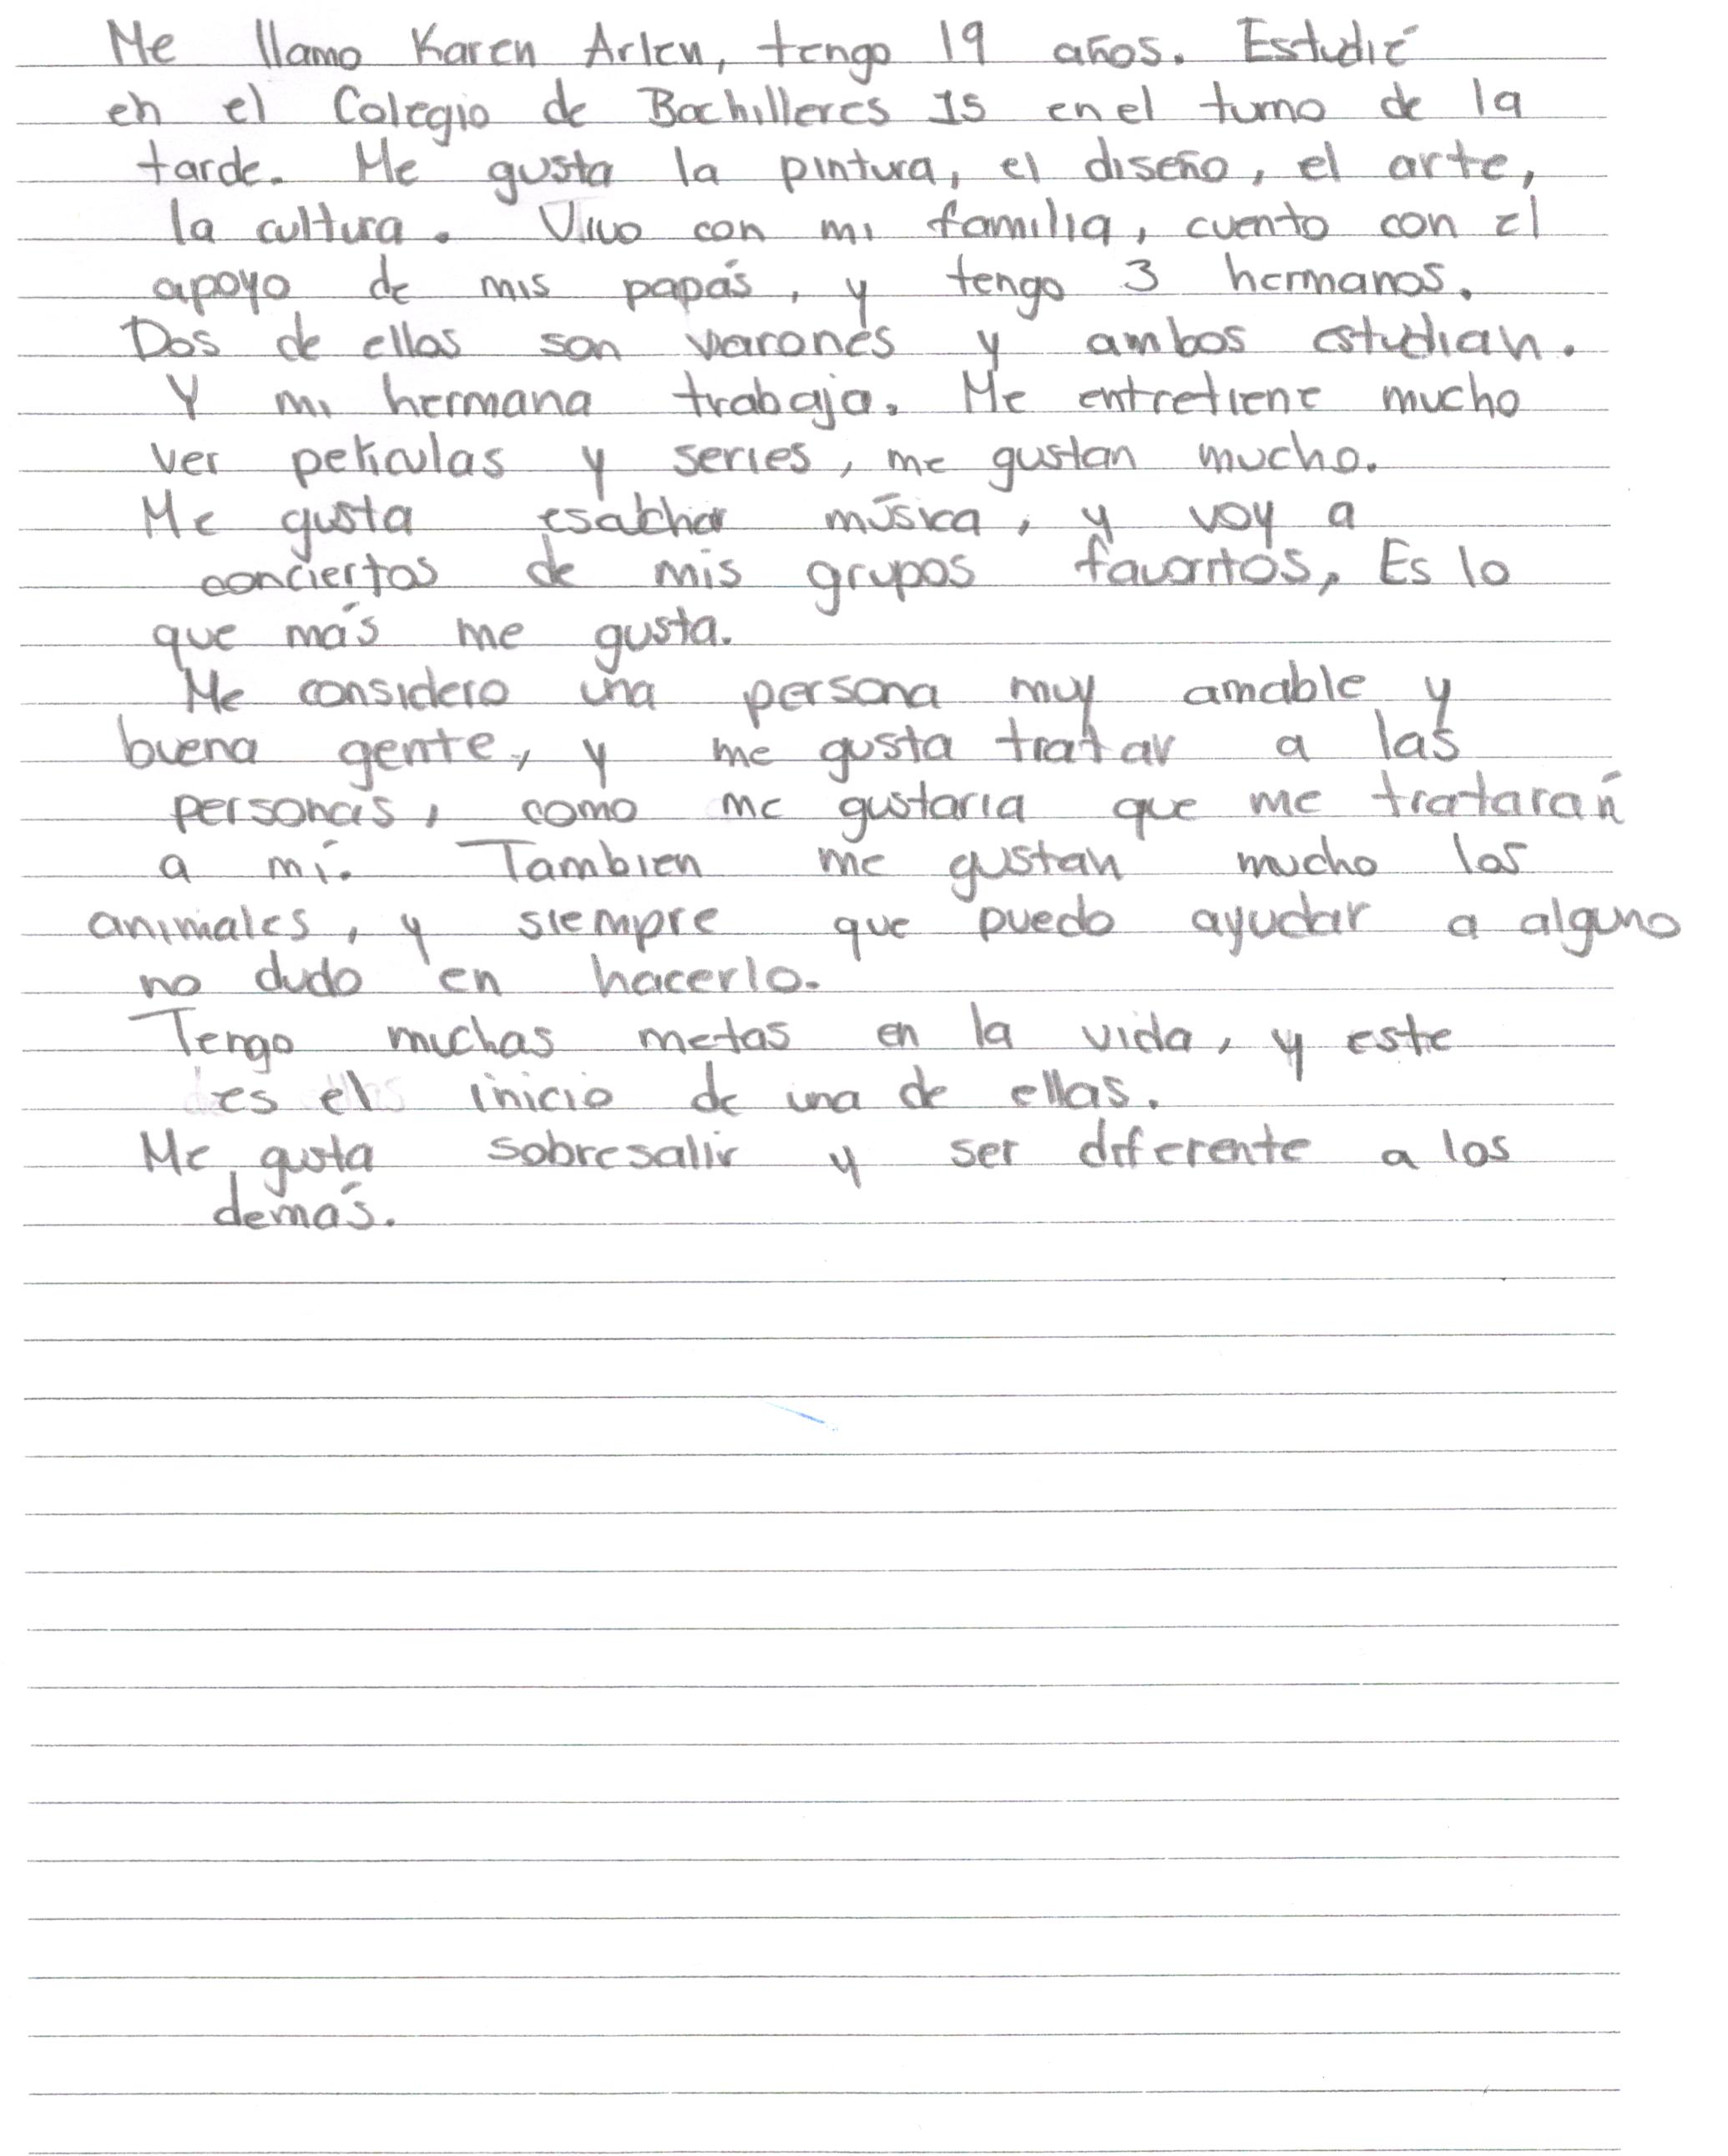 Me llamo Karen Arlen, tengo 19 años. Estudié
en el Colegio de Bachilleres 15 en el turno de la
tarde. Me gusta la pintura, el diseño, el arte,
la cultura. Vivo con mi familia, cuento con el
apoyo de mis papás, y tengo 3 hermanos.
Dos de ellos son varones y ambos estudian.
Y mi hermana trabaja. Me entretiene mucho
ver peliculas y series, me gustan mucho.
Me gusta escuchar música, y voy a
conciertos de mis grupos favoritos, Es lo
que más me gusta.
Me considero una persona muy amable y
buena gente, y me gusta tratar a las
personas, como me gustaria que me tratarán
a mí. Tambien me gustan mucho los
animales, y siempre que puedo ayudar a alguno
no dudo en hacerlo.
Tengo muchas metas en la vida, y este
es el inicio de una de ellas.
Me gusta sobresalir y ser diferente a los
demás.